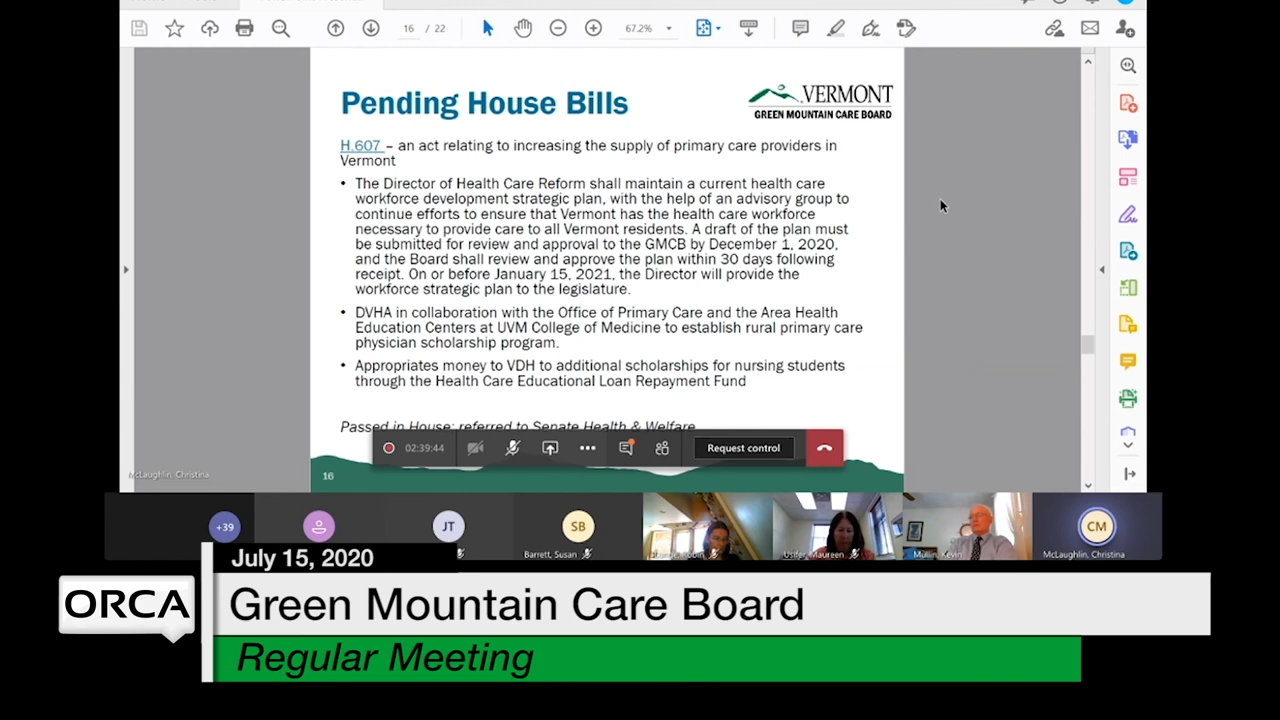 16 / 22
67.2%
Pending House Bills
VERMONT
GREEN MOUNTAIN CARE BOARD
H.607 – an act relating to increasing the supply of primary care providers in
Vermont
• The Director of Health Care Reform shall maintain a current health care
workforce development strategic plan, with the help of an advisory group to
continue efforts to ensure that Vermont has the health care workforce
necessary to provide care to all Vermont residents. A draft of the plan must
be submitted for review and approval to the GMCB by December 1, 2020,
and the Board shall review and approve the plan within 30 days following
receipt. On or before January 15, 2021, the Director will provide the
workforce strategic plan to the legislature.
• DVHA in collaboration with the Office of Primary Care and the Area Health
Education Centers at UVM College of Medicine to establish rural primary care
physician scholarship program.
• Appropriates money to VDH to additional scholarships for nursing students
through the Health Care Educational Loan Repayment Fund
Passed in House; referred to Senate Health & Welfare
02:39:44
Request control
McLaughlin, Christina
16
+39
JT
SB
CM
Barrett, Susan
Usifer, Maureen
Mullin, Kevin
McLaughlin, Christina
July 15, 2020
ORCA
Green Mountain Care Board
Regular Meeting